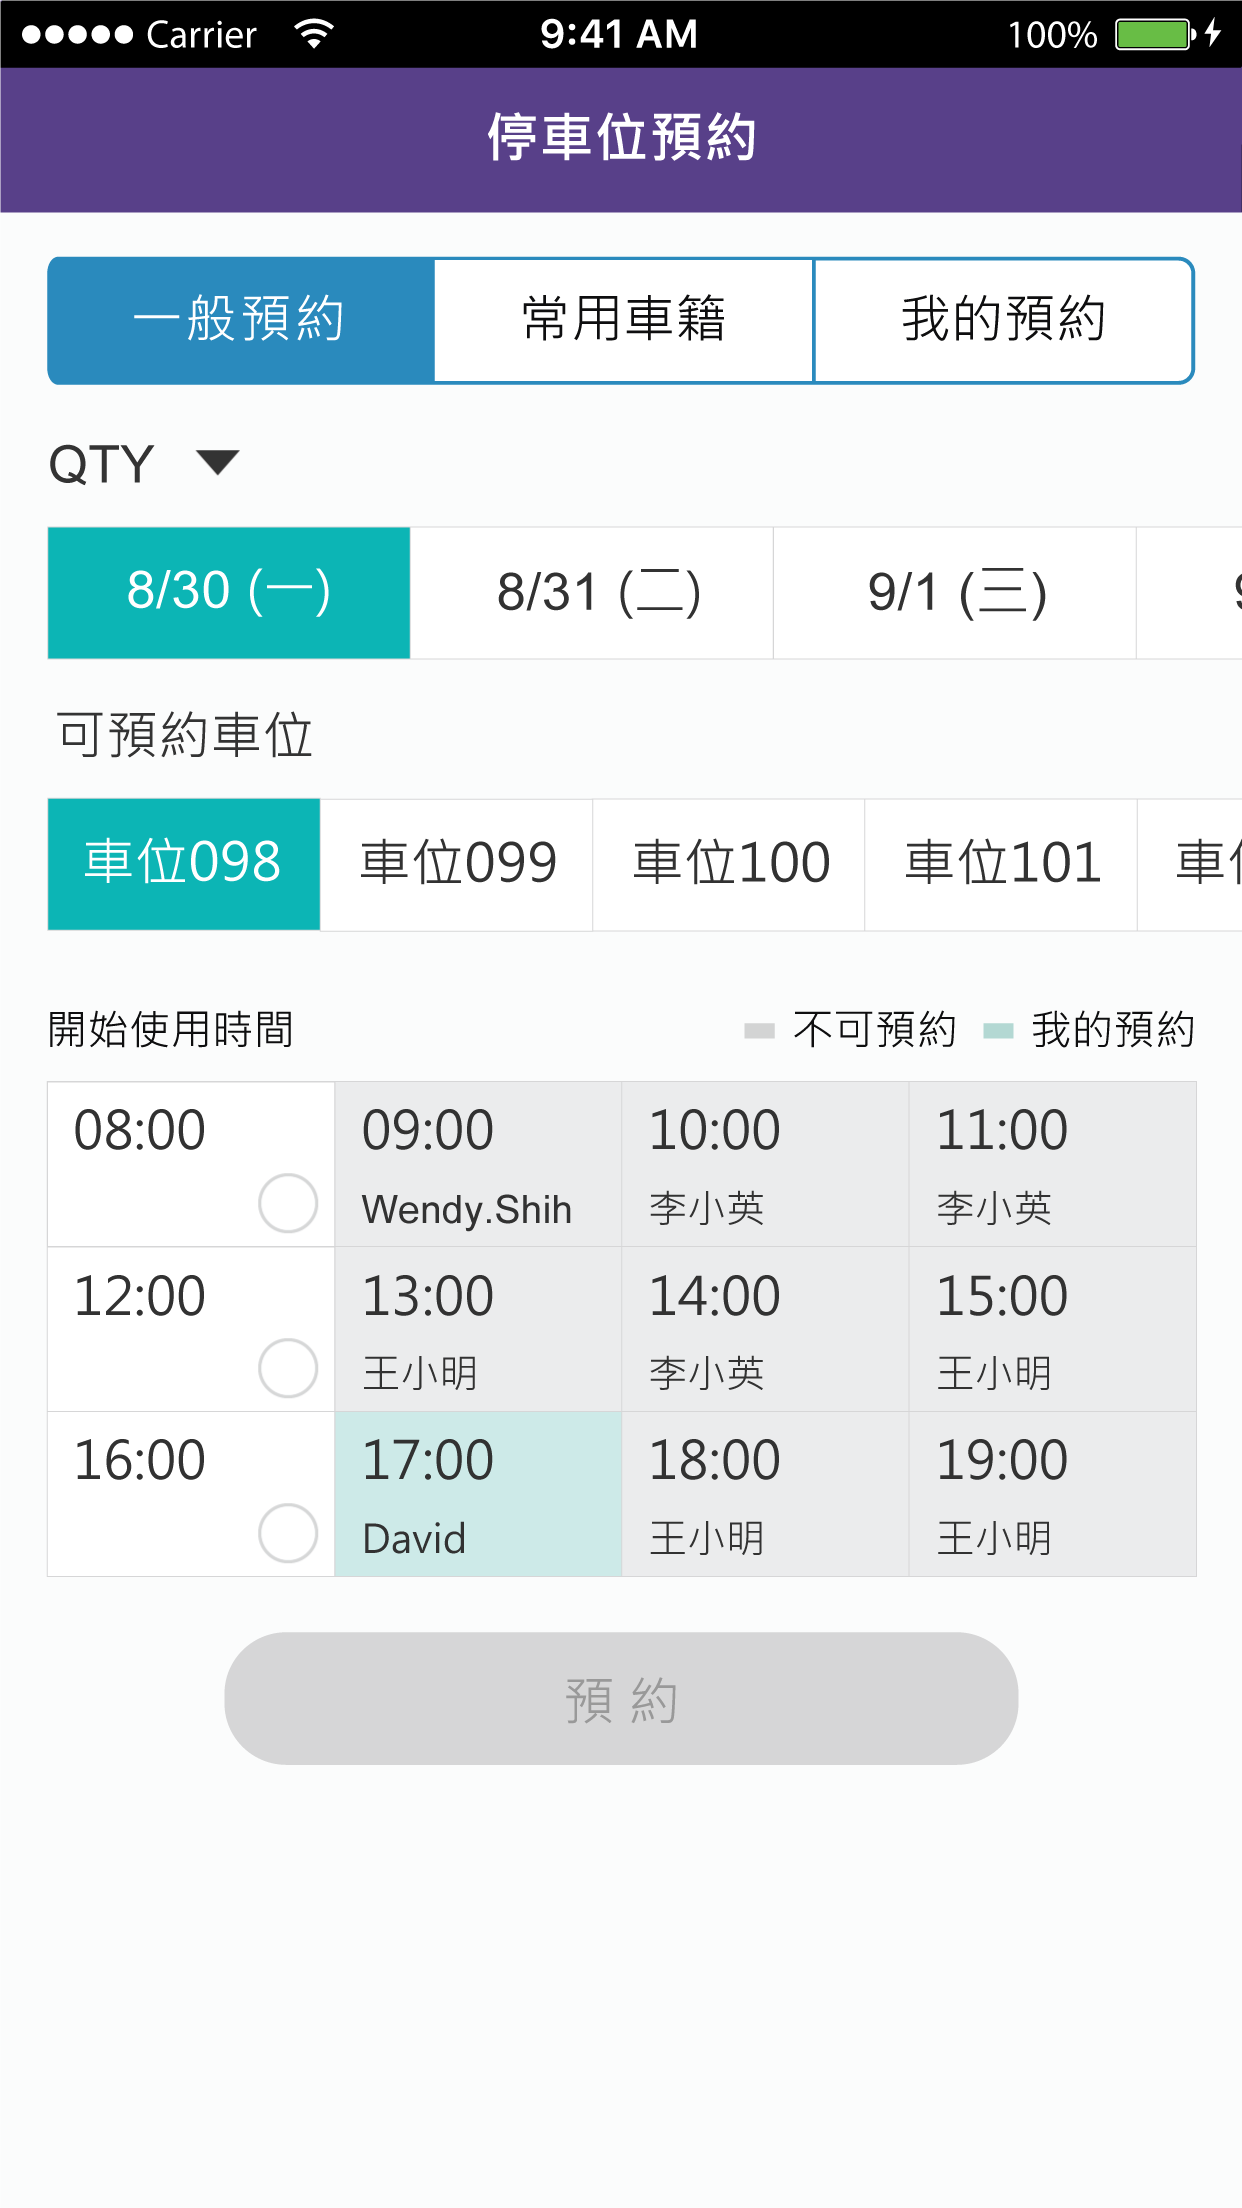 Carrier 9:41 AM 100%
停車位預約
一般預約 常用車籍 我的預約
QTY
8/30 (一) 8/31 (二) 9/1 (三)
可預約車位
車位098 車位099 車位100 車位101 車
開始使用時間 不可預約 我的預約
08:00 09:00 10:00 11:00
Wendy.Shih 李小英 李小英
12:00 13:00 14:00 15:00
王小明 李小英 王小明
16:00 17:00 18:00 19:00
David 王小明 王小明
預 約